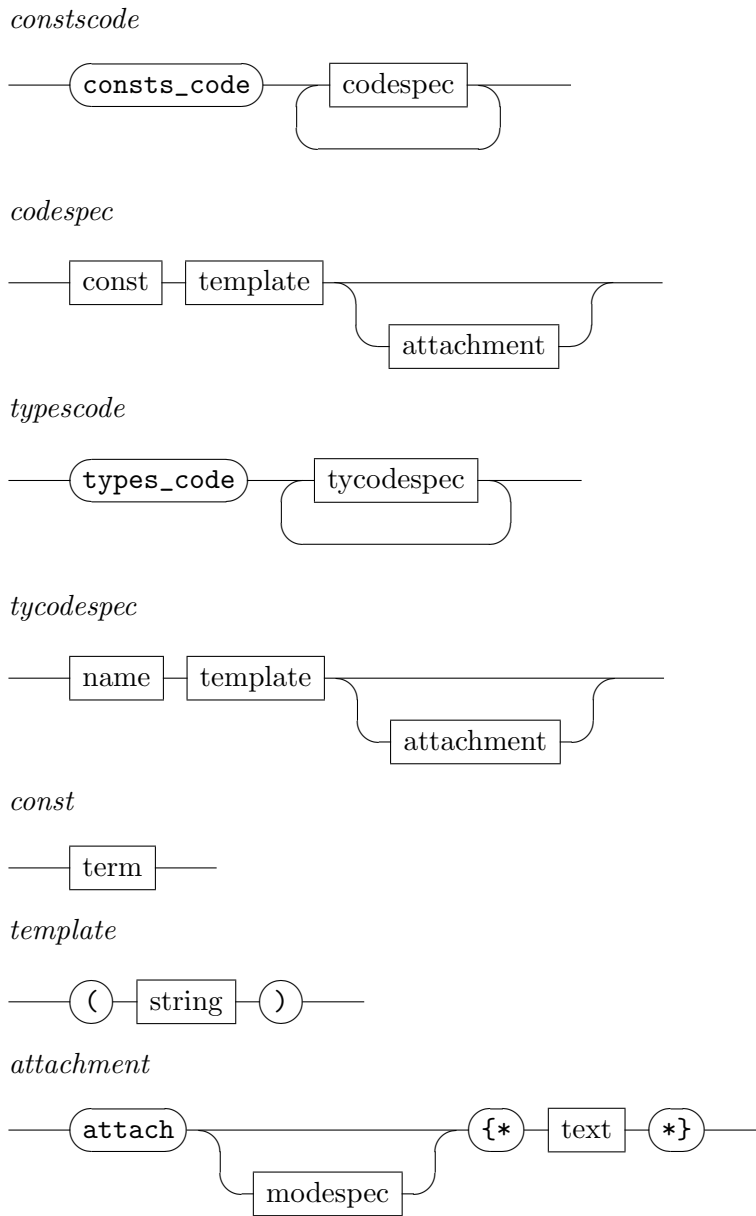 constscode
consts_code codespec
codespec
const template
attachment
typescode
types_code tycodespec
tycodespec
name template
attachment
const
term
template
( string )
attachment
attach {* text *}
modespec